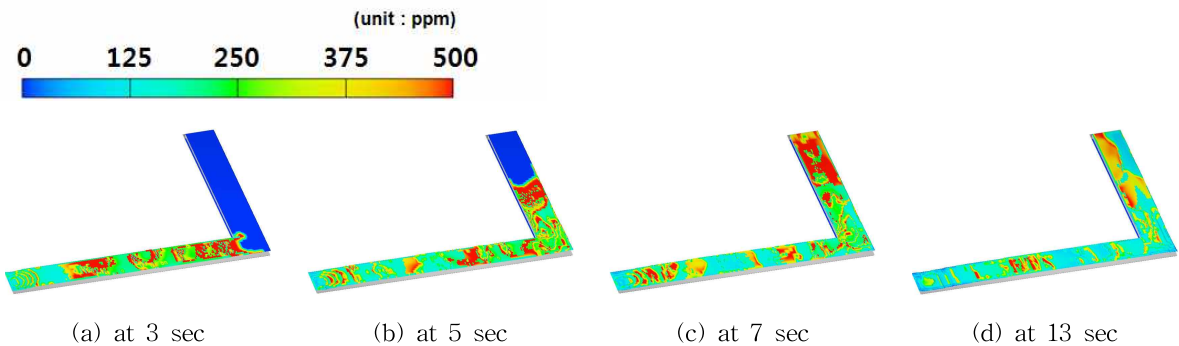 (unit : ppm)
0 125 250 375 500
(a) at 3 sec (b) at 5 sec (c) at 7 sec (d) at 13 sec